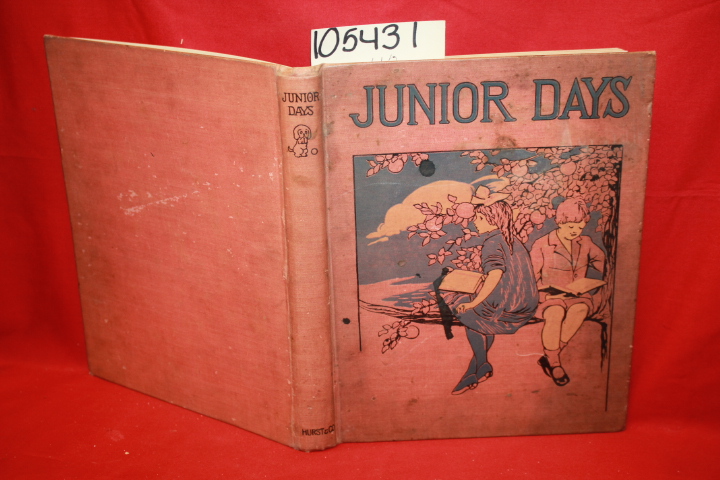 105431
JUNIOR
DAYS
HURST & CO.
JUNIOR DAYS